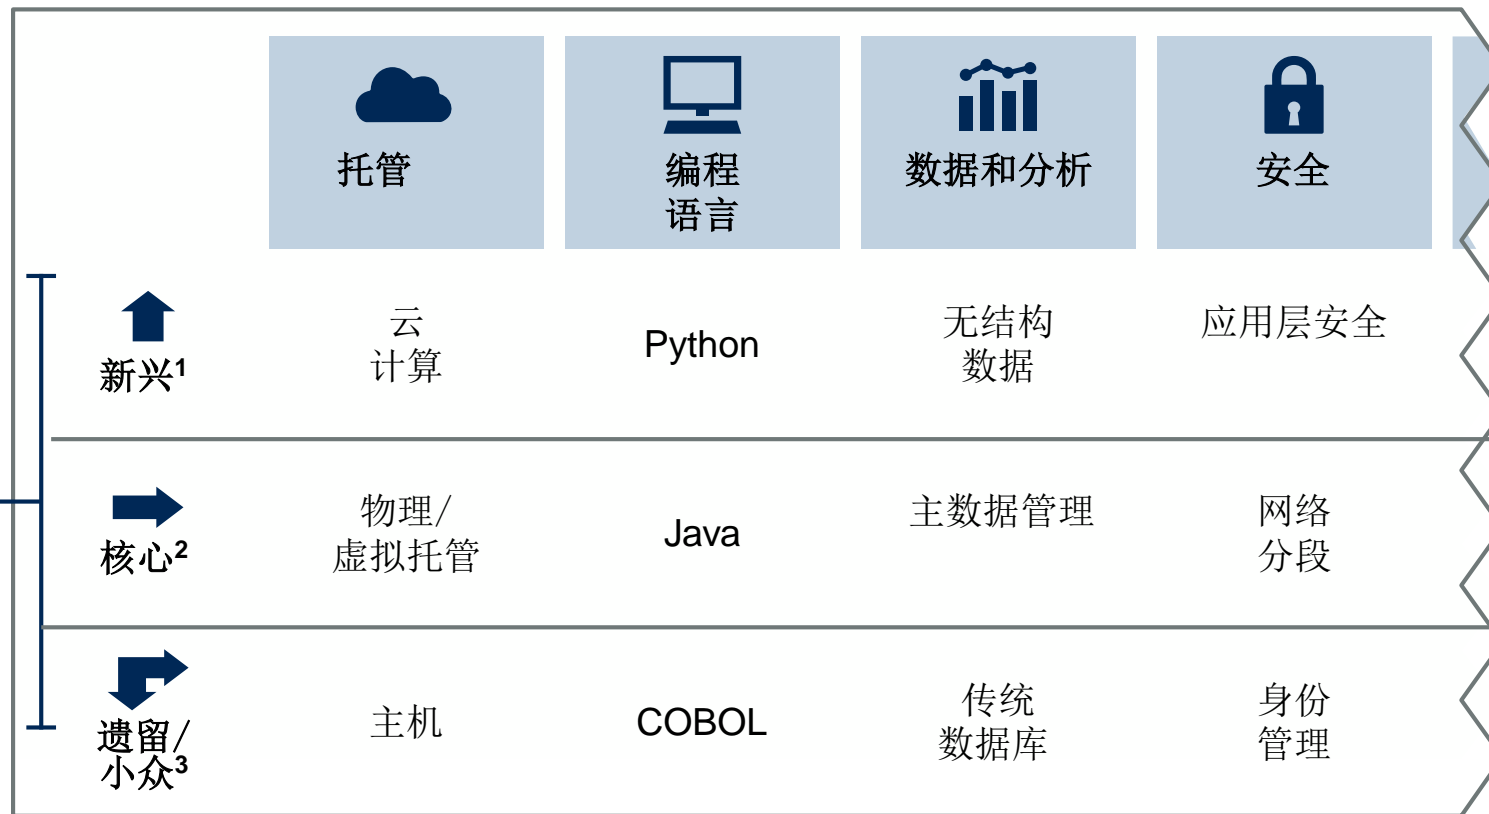 托管
编程
语言
数据和分析
安全
新兴1
云
计算
Python
无结构
数据
应用层安全
核心2
物理/
虚拟托管
Java
主数据管理
网络
分段
遗留/
小众3
主机
COBOL
传统
数据库
身份
管理